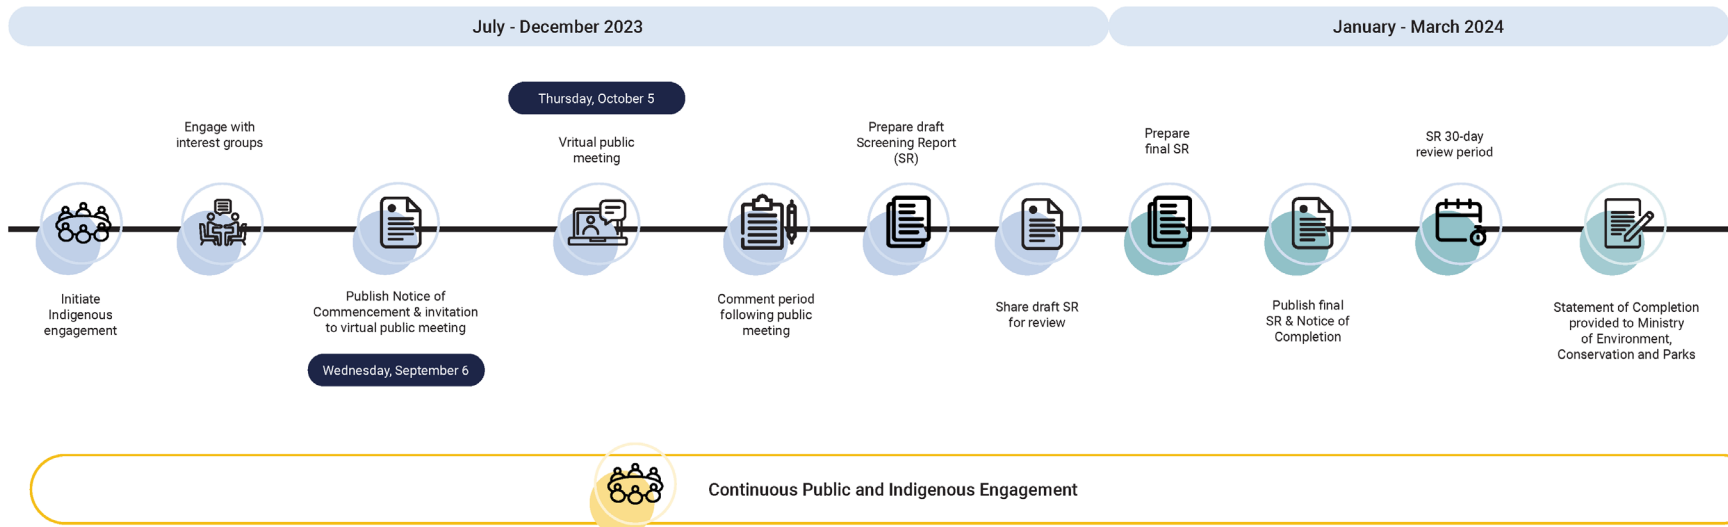 July - December 2023
January - March 2024
Initiate
Indigenous
engagement
Engage with
interest groups
Publish Notice of
Commencement & invitation
to virtual public meeting
Wednesday, September 6
Thursday, October 5
Vritual public
meeting
Comment period
following public
meeting
Prepare draft
Screening Report
(SR)
Share draft SR
for review
Prepare
final SR
Publish final
SR & Notice of
Completion
SR 30-day
review period
Statement of Completion
provided to Ministry
of Environment,
Conservation and Parks
Continuous Public and Indigenous Engagement